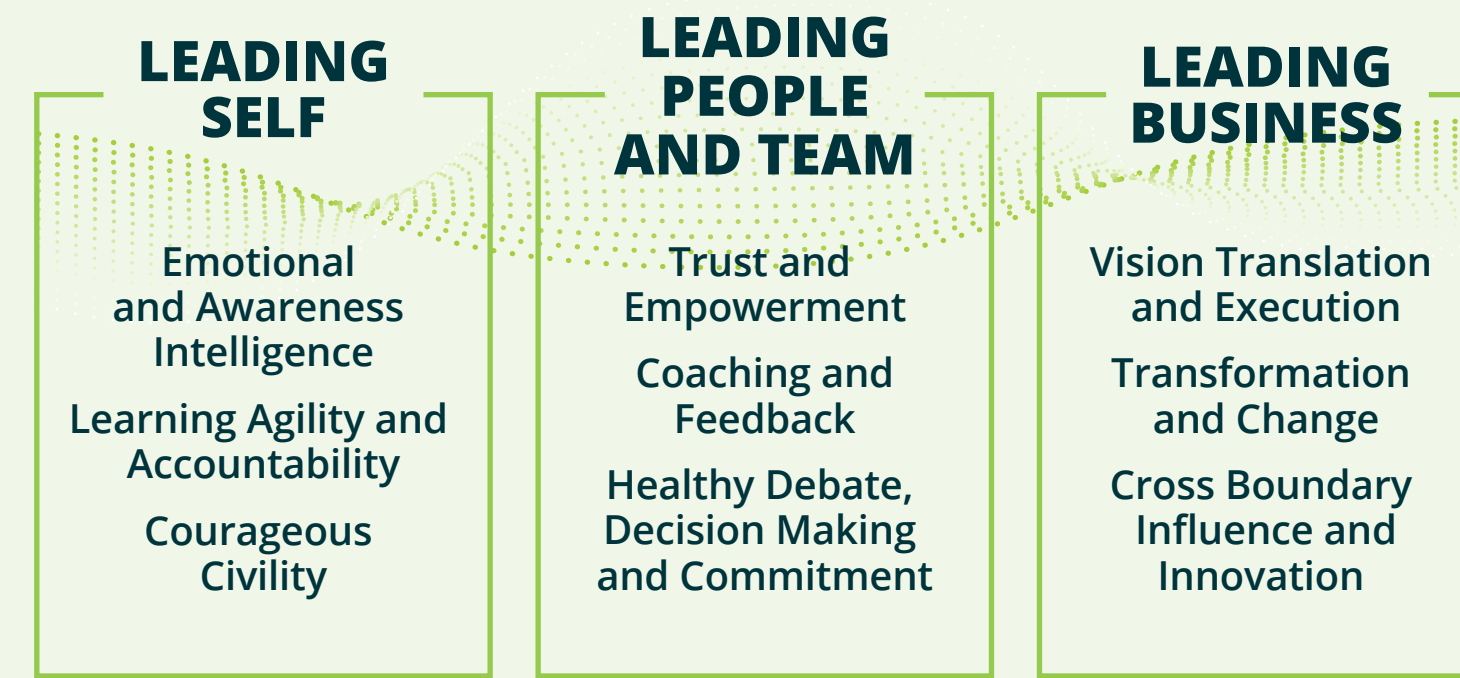 LEADING
SELF
Emotional
and Awareness
Intelligence
Learning Agility and
Accountability
Courageous
Civility
LEADING
PEOPLE
AND TEAM
Trust and
Empowerment
Coaching and
Feedback
Healthy Debate,
Decision Making
and Commitment
LEADING
BUSINESS
Vision Translation
and Execution
Transformation
and Change
Cross Boundary
Influence and
Innovation